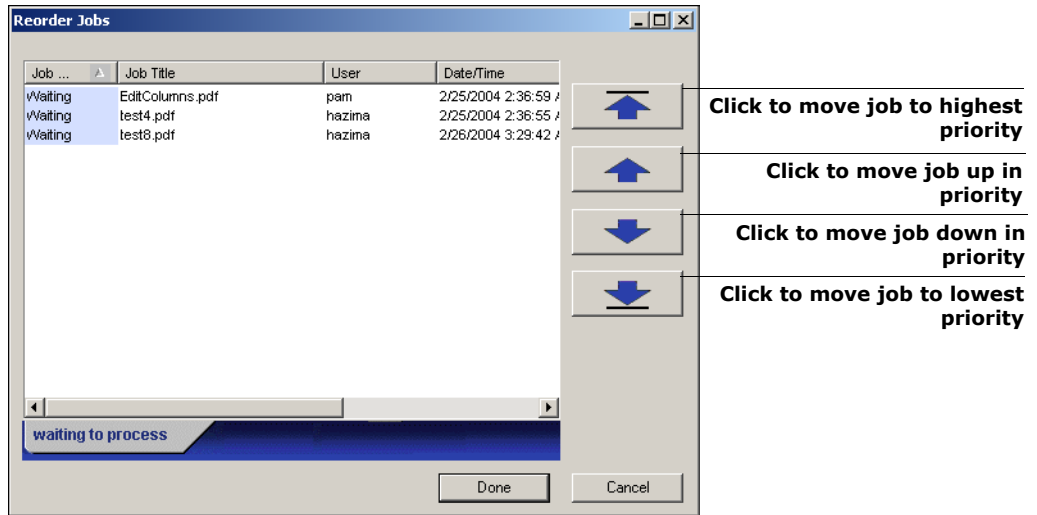 Reorder Jobs
Job ... Job Title User Date/Time
Waiting EditColumns.pdf pam 2/25/2004 2:36:59 A
Waiting test4.pdf hazima 2/25/2004 2:36:55 A
Waiting test8.pdf hazima 2/26/2004 3:29:42 A
waiting to process
Done Cancel
Click to move job to highest
priority
Click to move job up in
priority
Click to move job down in
priority
Click to move job to lowest
priority